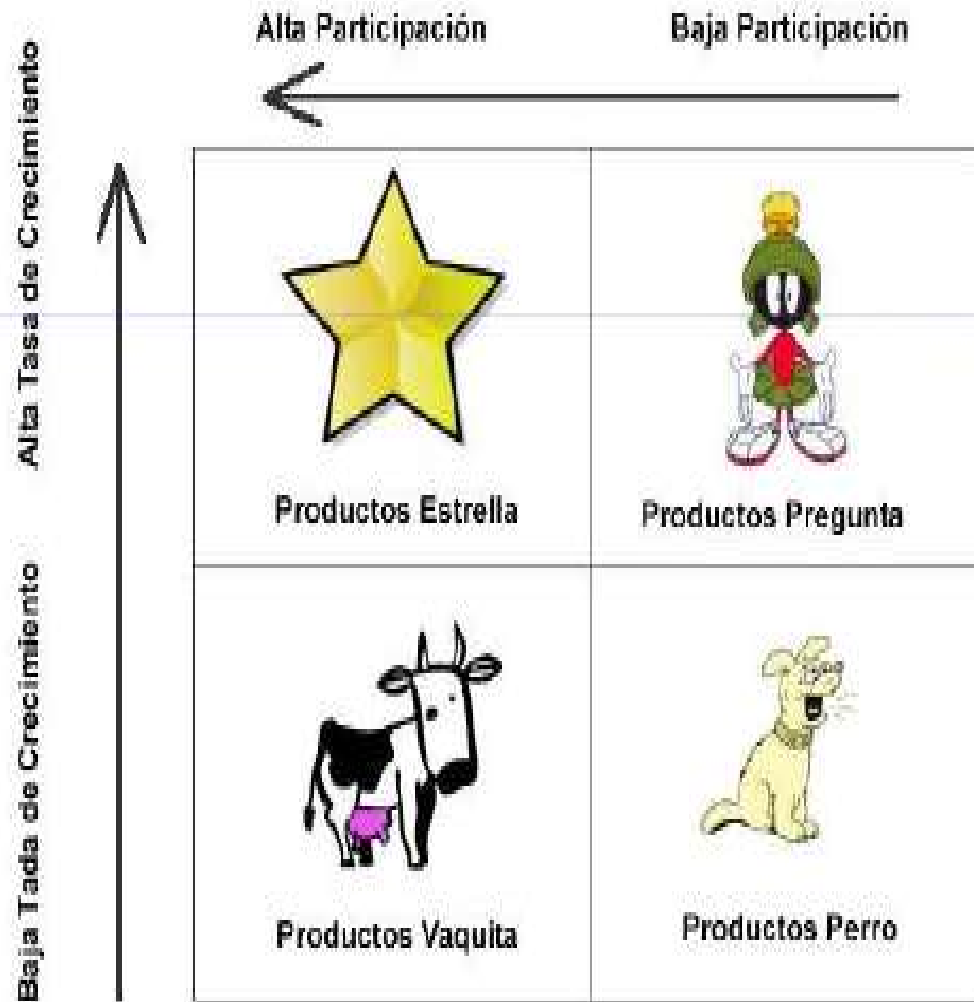 Alta Participación
Baja Participación
Alta Tasa de Crecimiento
Productos Estrella
Productos Pregunta
Baja Tada de Crecimiento
Productos Vaquita
Productos Perro